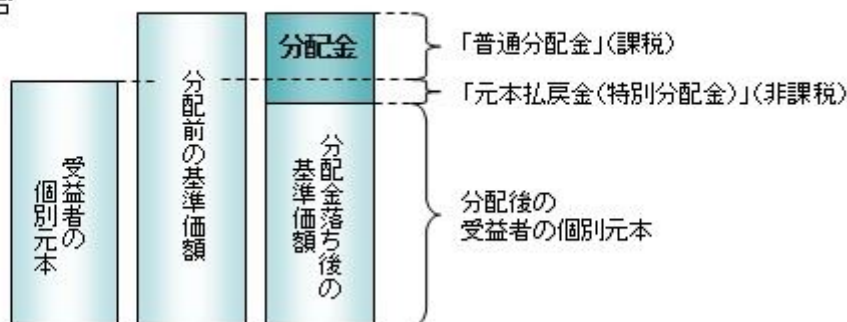 分配金
「普通分配金」(課税)
「元本払戻金(特別分配金)」(非課税)
受益者の
個別元本
分配前の基準価額
分配金落ち後の
基準価額
分配後の
受益者の個別元本